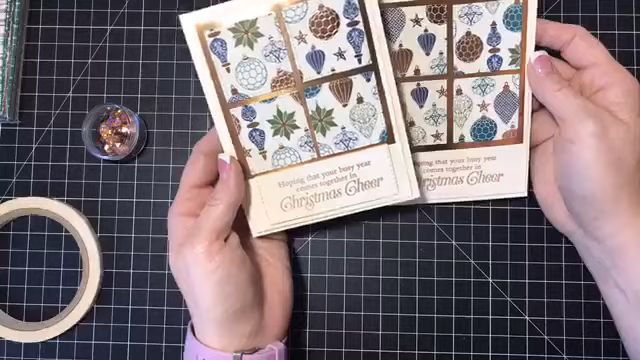 Hoping that your busy year
comes together in
Christmas Cheer
Hoping that your busy year
comes together in
Christmas Cheer